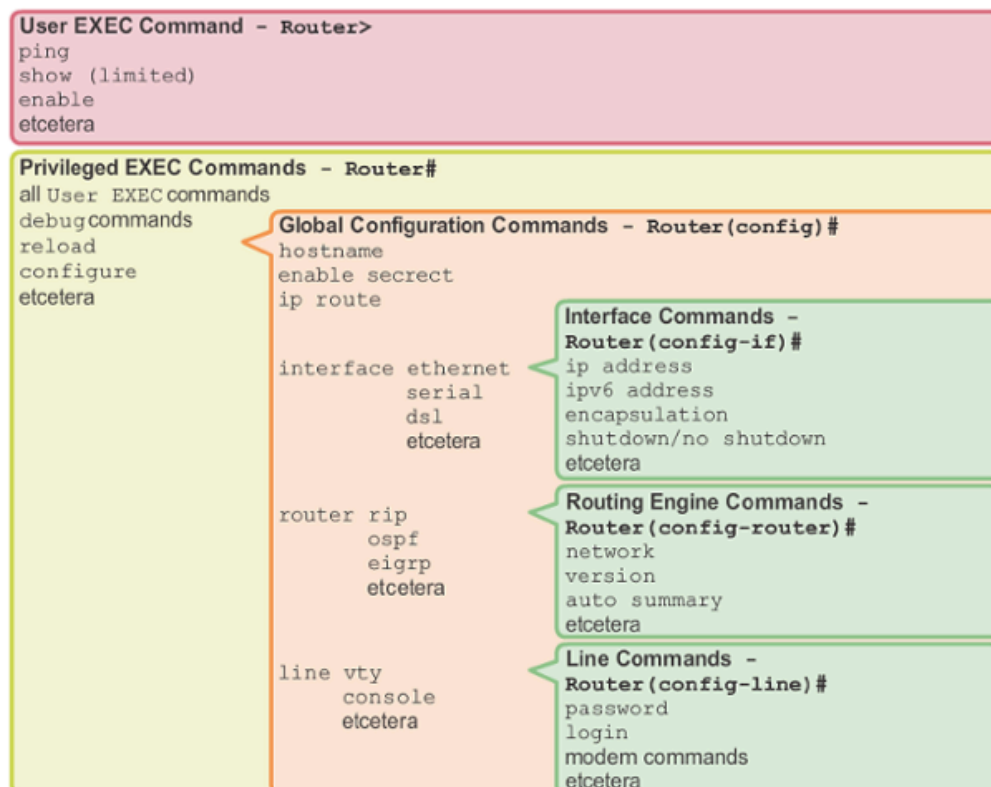 User EXEC Command - Router>
ping
show (limited)
enable
etcetera
Privileged EXEC Commands - Router#
all User EXEC commands
debug commands
reload
configure
etcetera
Global Configuration Commands - Router(config)#
hostname
enable secrect
ip route
interface ethernet
serial
dsl
etcetera
Interface Commands -
Router(config-if)#
ip address
ipv6 address
encapsulation
shutdown/no shutdown
etcetera
router rip
ospf
eigrp
etcetera
Routing Engine Commands -
Router(config-router)#
network
version
auto summary
etcetera
line vty
console
etcetera
Line Commands -
Router(config-line)#
password
login
modem commands
etcetera